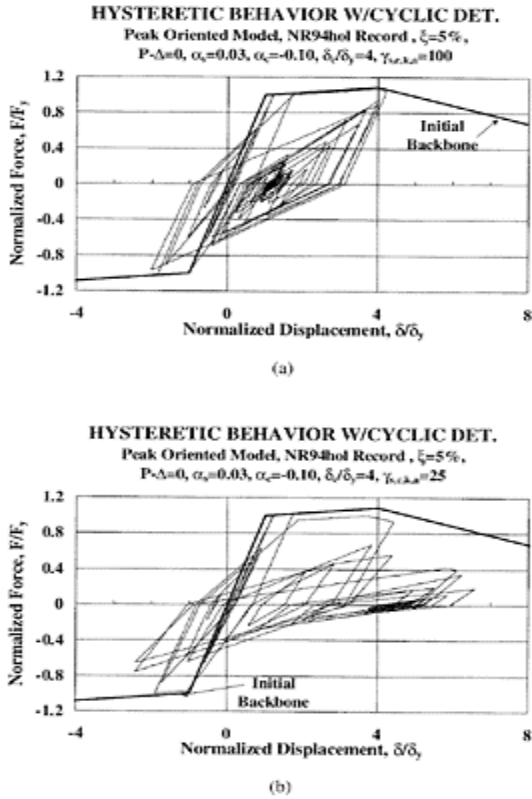 HYSTERETIC BEHAVIOR W/CYCLIC DET.
Peak Oriented Model, NR94hol Record , ξ=5%,
P-Δ=0, αs=0.03, αc=-0.10, δc/δy=4, γs,c,k,a=100
Normalized Force, F/Fy
1.2
0.8
0.4
0
-0.4
-0.8
-1.2
Initial
Backbone
-4
0
4
8
Normalized Displacement, δ/δy
(a)
HYSTERETIC BEHAVIOR W/CYCLIC DET.
Peak Oriented Model, NR94hol Record , ξ=5%,
P-Δ=0, αs=0.03, αc=-0.10, δc/δy=4, γs,c,k,a=25
Normalized Force, F/Fy
1.2
0.8
0.4
0
-0.4
-0.8
-1.2
Initial
Backbone
-4
0
4
8
Normalized Displacement, δ/δy
(b)